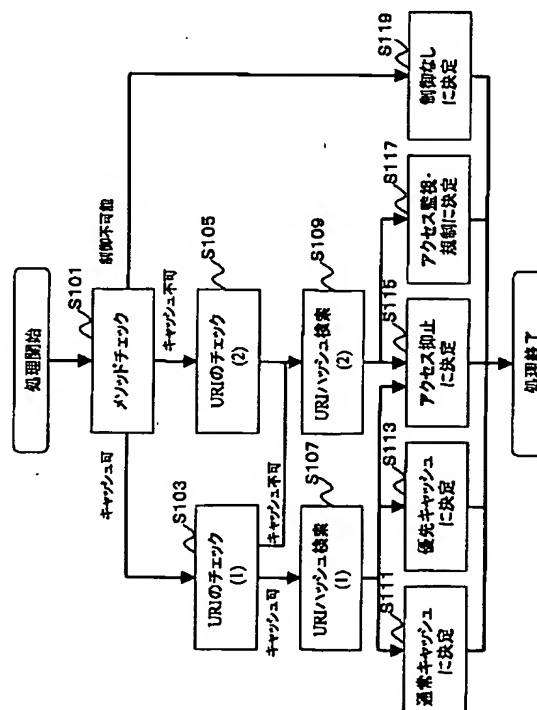 処理開始
S101
メソッドチェック
キャッシュ可
キャッシュ不可
制御不可能
S103
URIのチェック
(1)
S105
URIのチェック
(2)
キャッシュ可
キャッシュ不可
S107
URIハッシュ検索
(1)
S109
URIハッシュ検索
(2)
S111
通常キャッシュ
に決定
S113
優先キャッシュ
に決定
S115
アクセス抑止
に決定
S117
アクセス監視・
規制に決定
S119
制御なし
に決定
処理終了